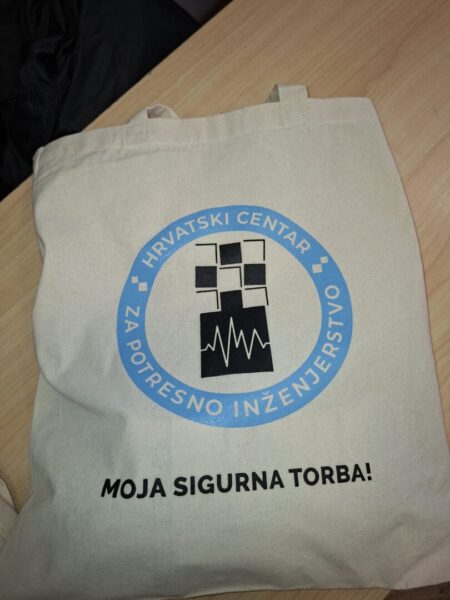 HRVATSKI CENTAR
ZA POTRESNO INŽENJERSTVO
MOJA SIGURNA TORBA!